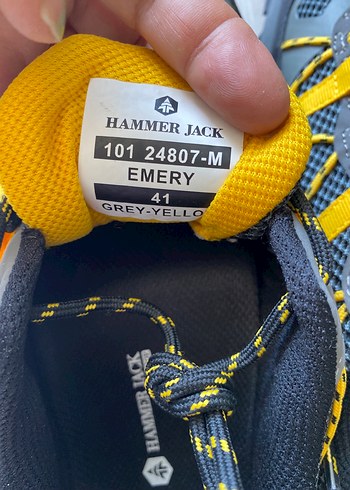 HAMMER JACK
101 24807-M
EMERY
41
GREY-YELLO
HAMMER JACK